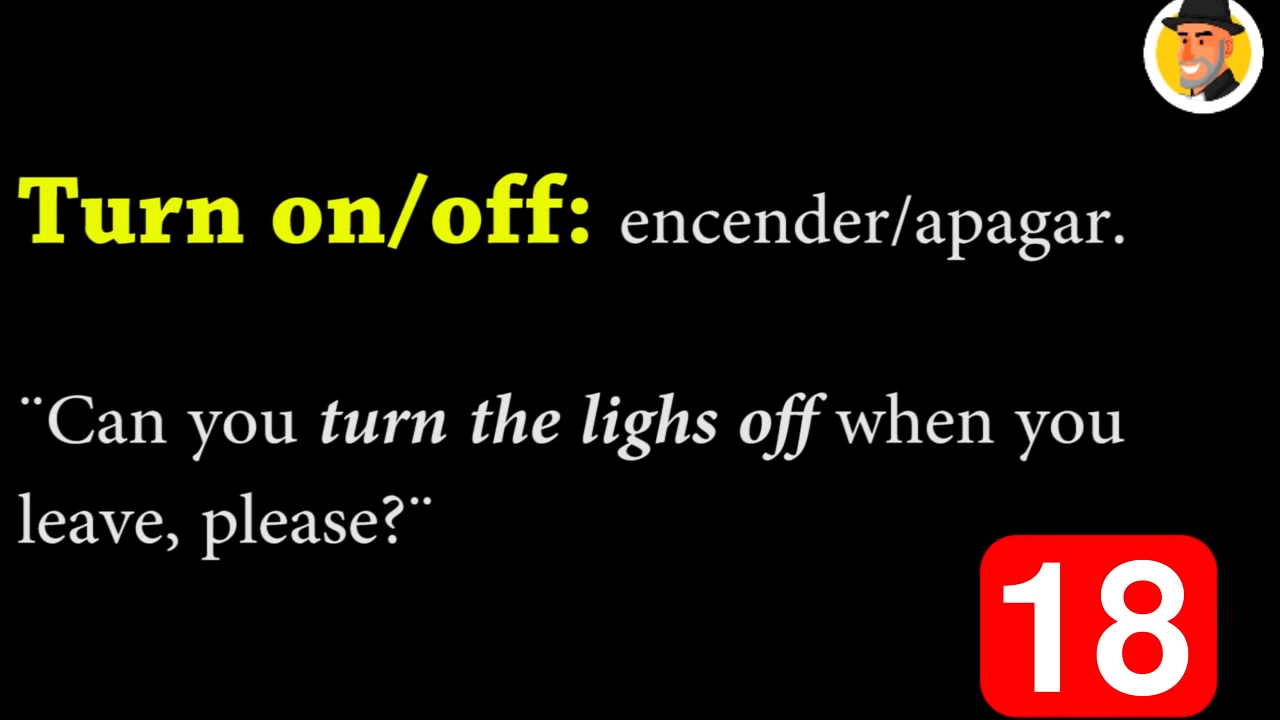 Turn on/off: encender/apagar.
¨Can you turn the lighs off when you
leave, please?¨
18